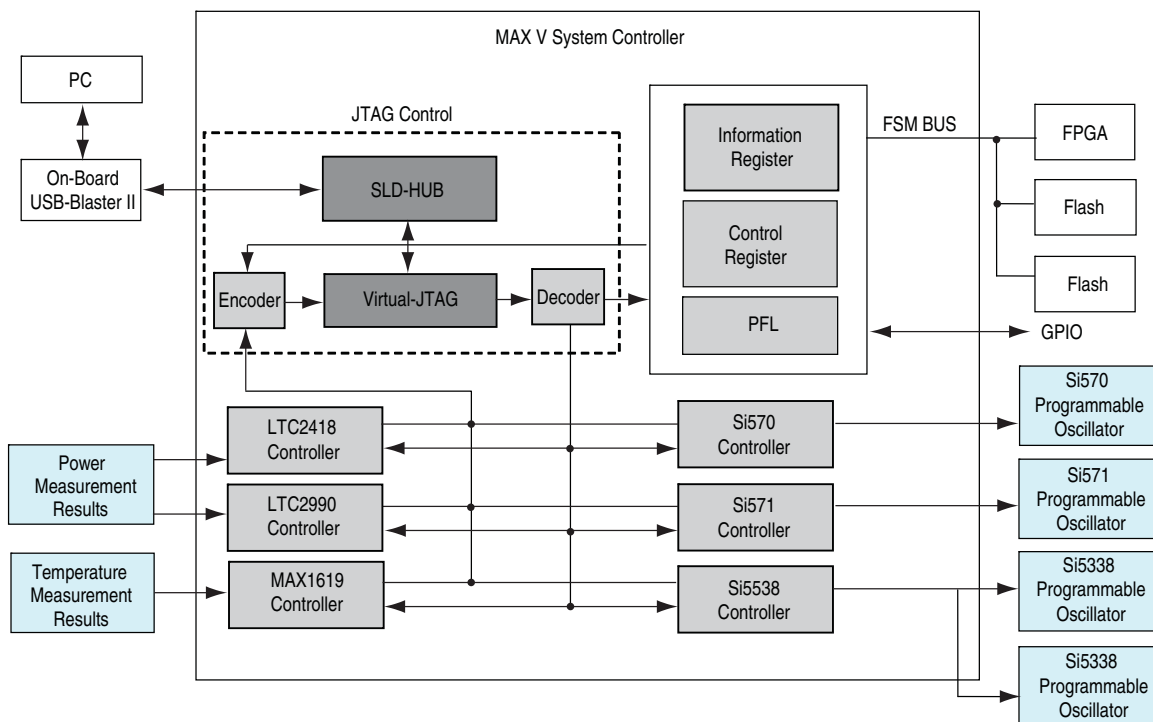 MAX V System Controller
PC
On-Board
USB-Blaster II
JTAG Control
SLD-HUB
Encoder
Virtual-JTAG
Decoder
Information
Register
Control
Register
PFL
FSM BUS
FPGA
Flash
Flash
GPIO
Power
Measurement
Results
Temperature
Measurement
Results
LTC2418
Controller
LTC2990
Controller
MAX1619
Controller
Si570
Controller
Si571
Controller
Si5538
Controller
Si570
Programmable
Oscillator
Si571
Programmable
Oscillator
Si5338
Programmable
Oscillator
Si5338
Programmable
Oscillator